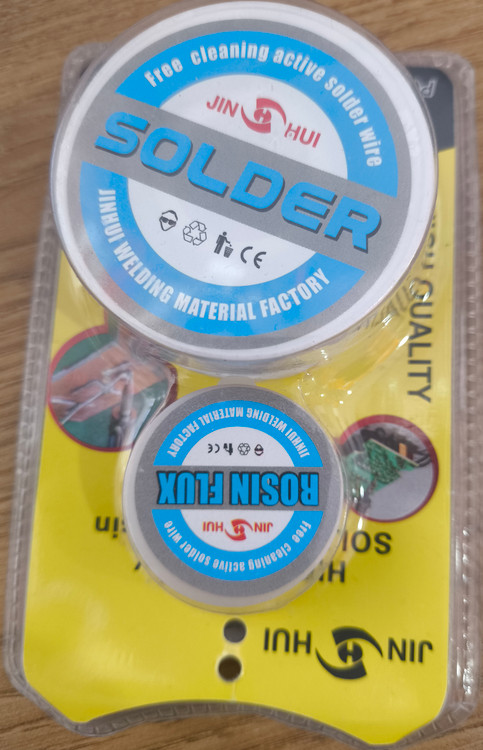 Free cleaning active solder wire
JIN HUI
SOLDER
CE
JINHUI WELDING MATERIAL FACTORY
QUALITY
JINHUI WELDING MATERIAL FACTORY
CE
ROSIN FLUX
JIN HUI
free cleaning active solder wire
JIN HUI